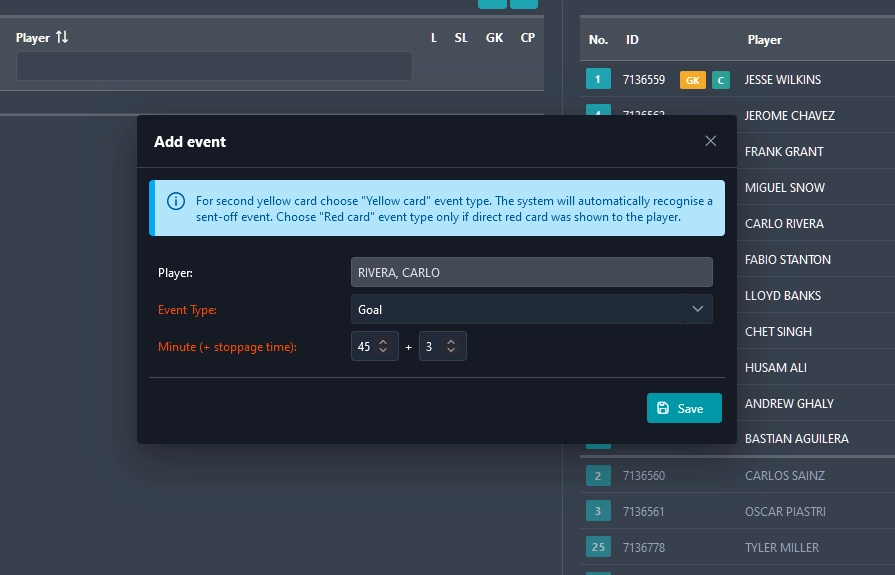 Player
L SL GK CP
No. ID Player
1 7136559 GK C JESSE WILKINS
JEROME CHAVEZ
FRANK GRANT
MIGUEL SNOW
CARLO RIVERA
FABIO STANTON
LLOYD BANKS
CHET SINGH
HUSAM ALI
ANDREW GHALY
BASTIAN AGUILERA
2 7136560 CARLOS SAINZ
3 7136561 OSCAR PIASTRI
25 7136778 TYLER MILLER
Add event
For second yellow card choose "Yellow card" event type. The system will automatically recognise a
sent-off event. Choose "Red card" event type only if direct red card was shown to the player.
Player: RIVERA, CARLO
Event Type: Goal
Minute (+ stoppage time): 45 + 3
Save